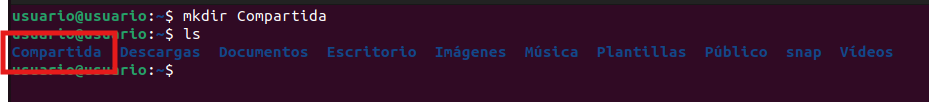 usuario@usuario:~$ mkdir Compartida
usuario@usuario:~$ ls
Compartida Descargas Documentos Escritorio Imágenes Música Plantillas Público snap Vídeos
usuario@usuario:~$